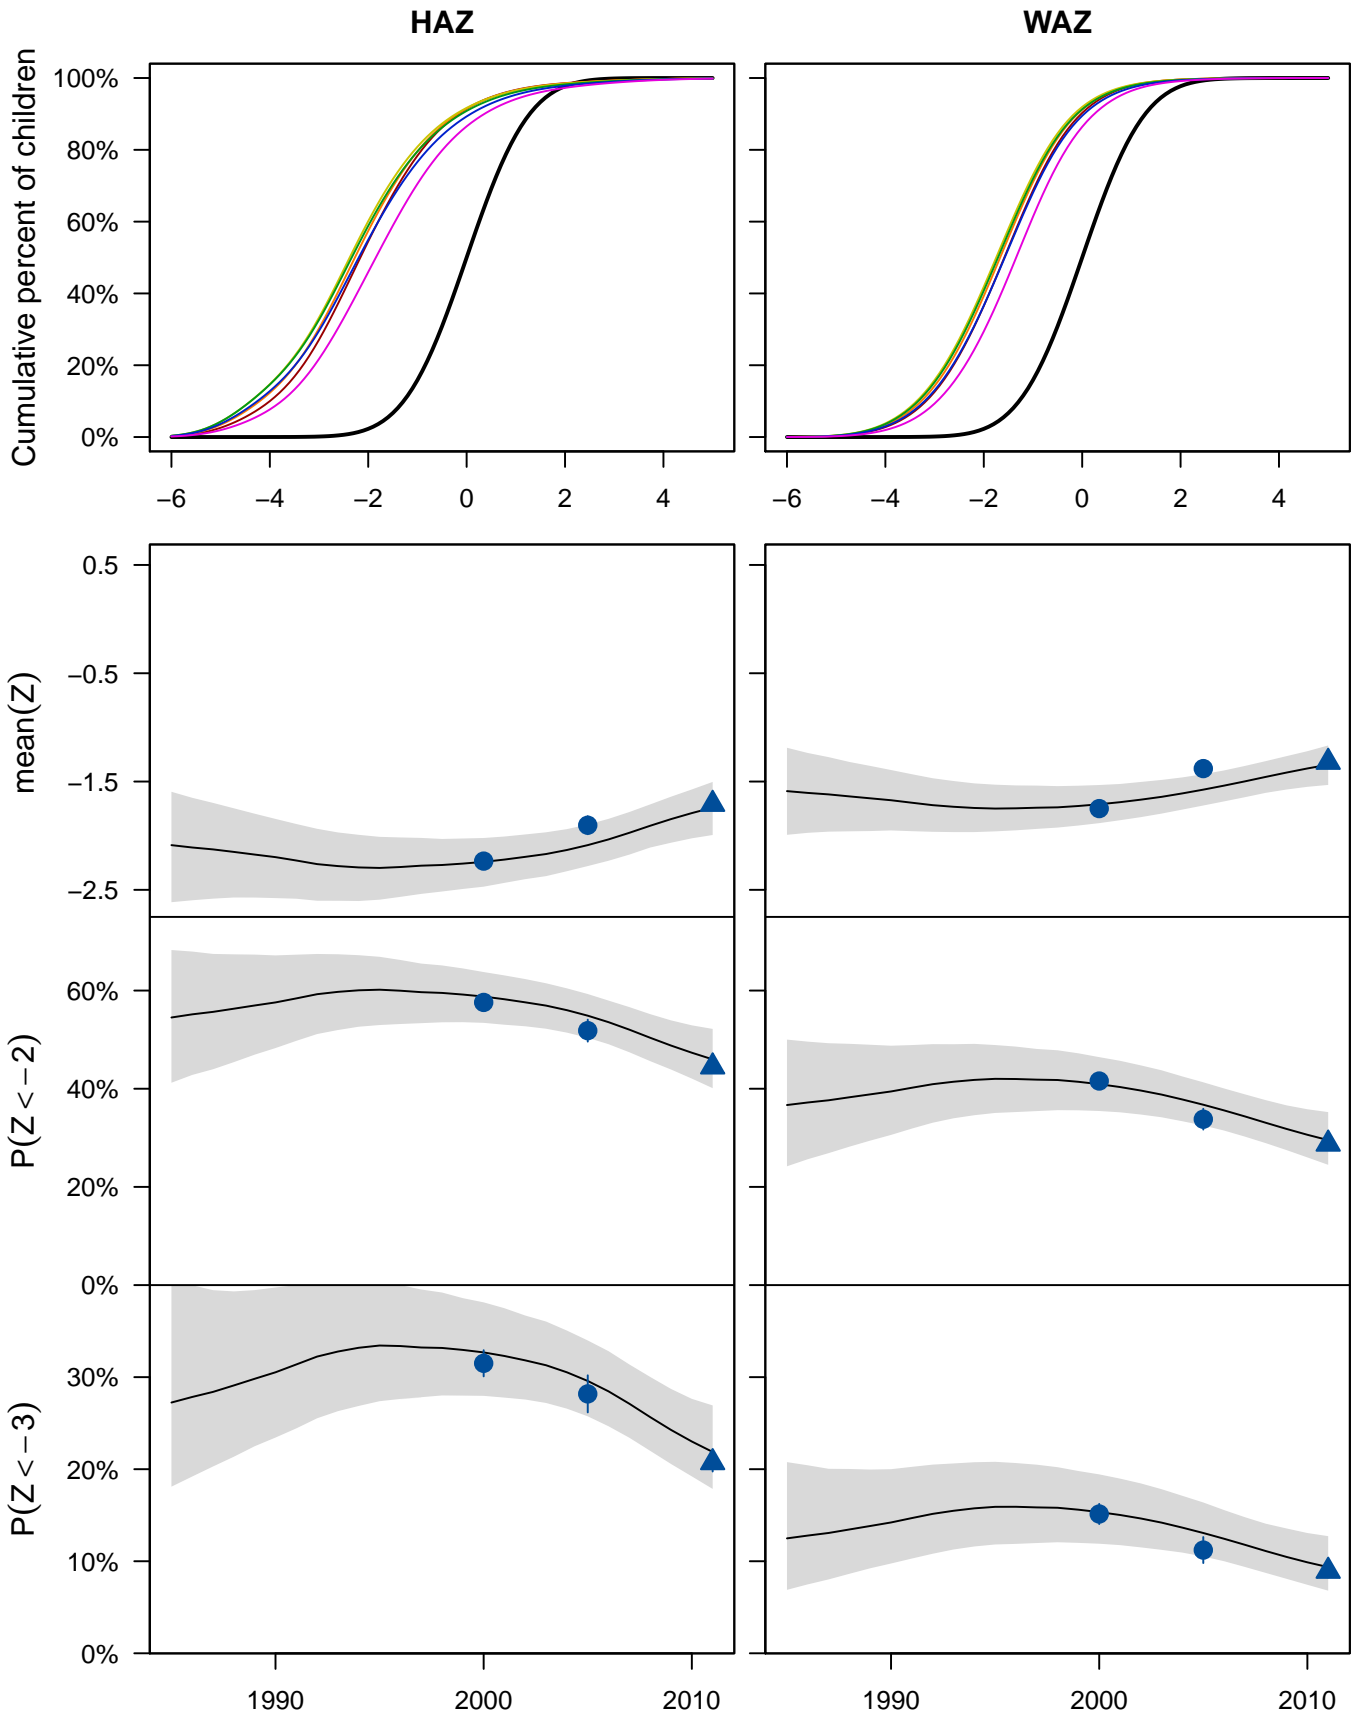 HAZ
WAZ
Cumulative percent of children
100%
80%
60%
40%
20%
0%
−6 −4 −2 0 2 4
−6 −4 −2 0 2 4
mean(Z)
0.5
−0.5
−1.5
−2.5
P(Z < −2)
60%
40%
20%
0%
P(Z < −3)
30%
20%
10%
0%
1990 2000 2010
1990 2000 2010